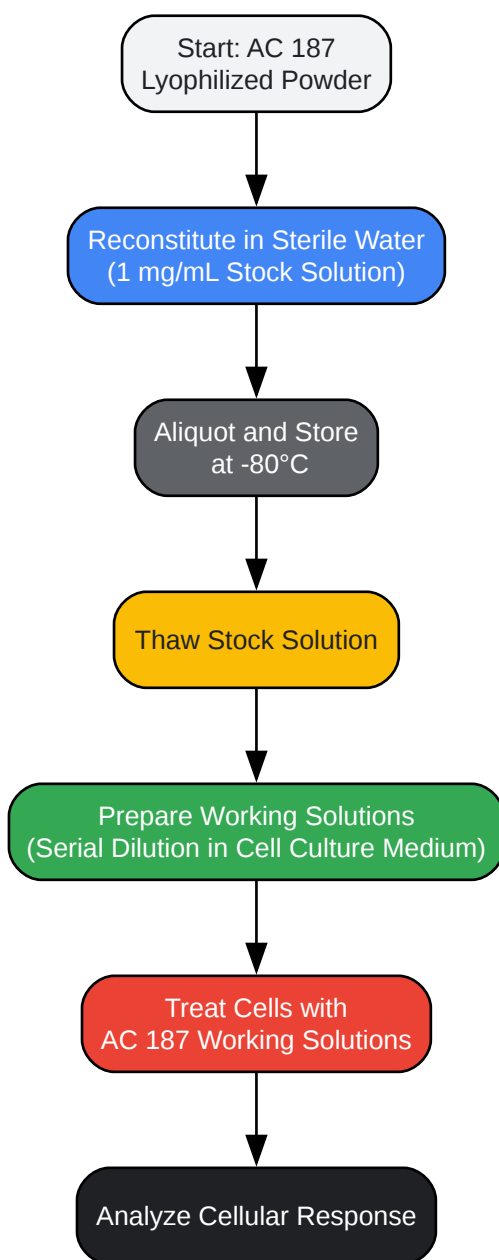 Start: AC 187
Lyophilized Powder
Reconstitute in Sterile Water
(1 mg/mL Stock Solution)
Aliquot and Store
at -80°C
Thaw Stock Solution
Prepare Working Solutions
(Serial Dilution in Cell Culture Medium)
Treat Cells with
AC 187 Working Solutions
Analyze Cellular Response